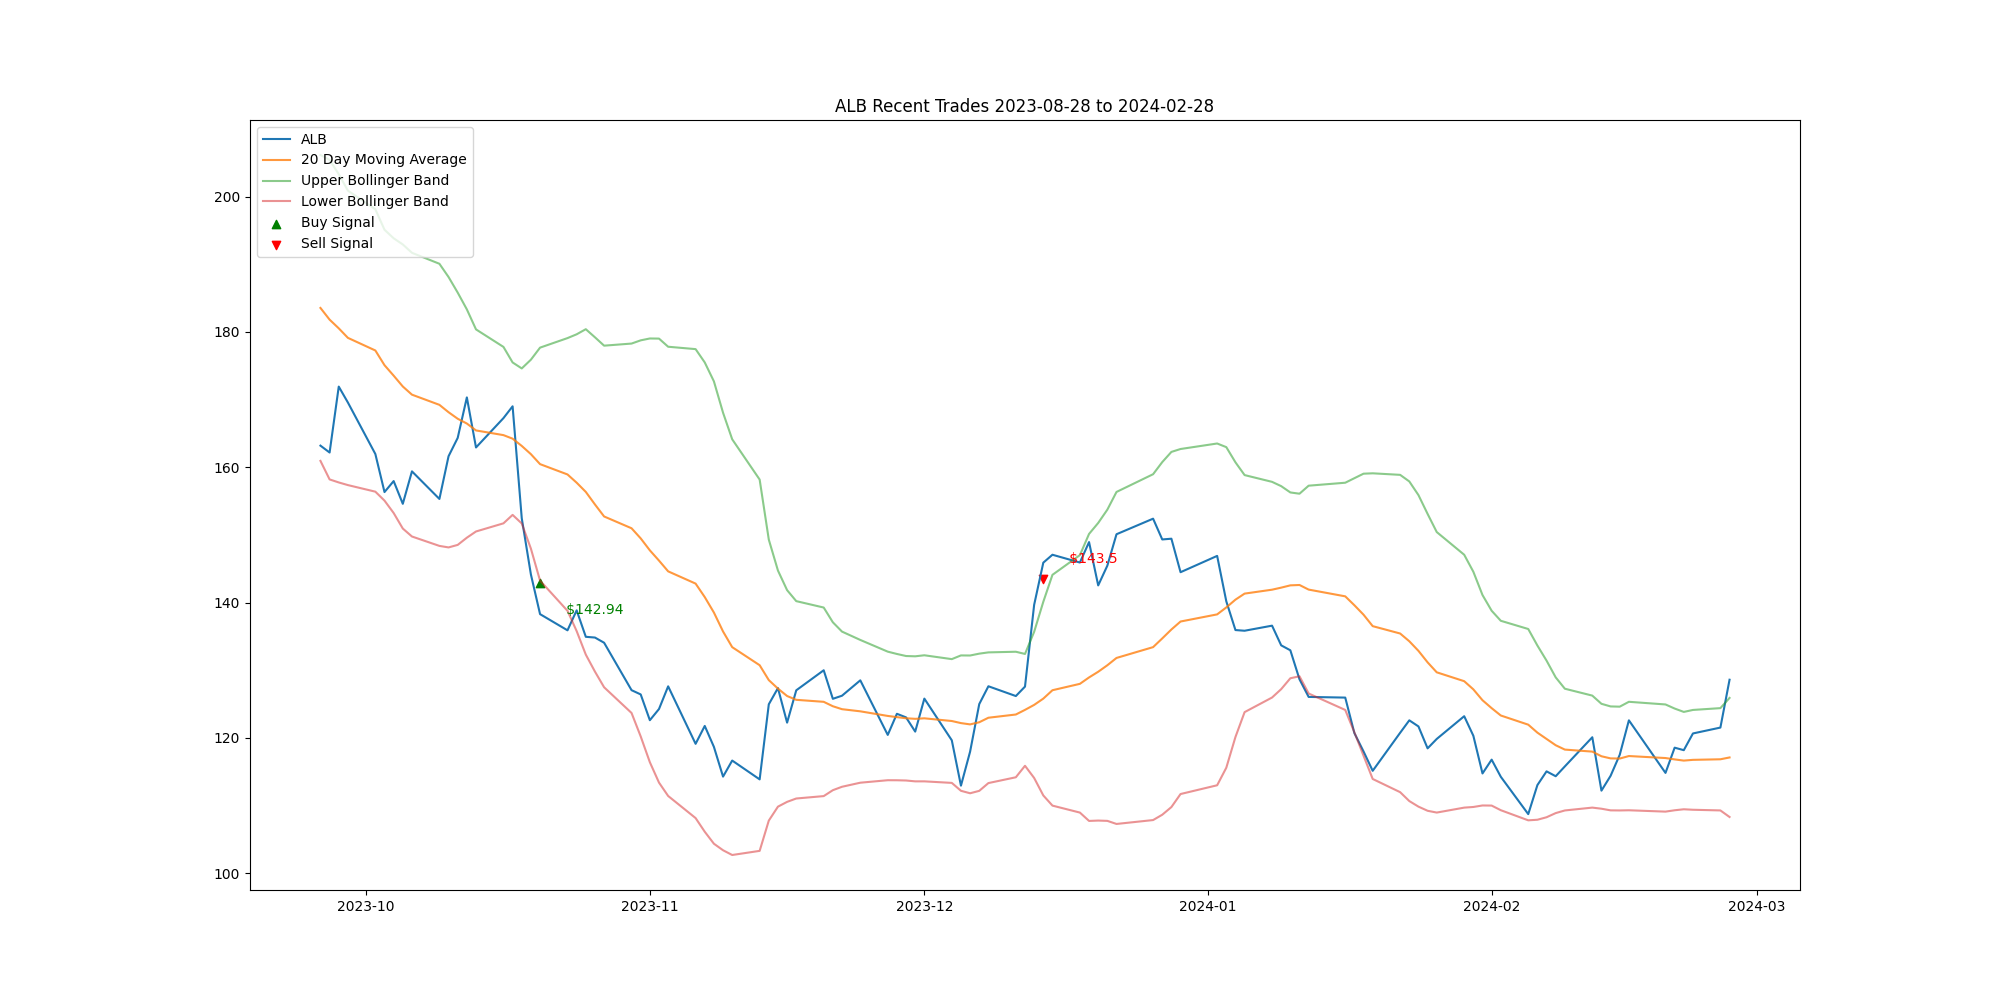 ALB Recent Trades 2023-08-28 to 2024-02-28
ALB
20 Day Moving Average
Upper Bollinger Band
Lower Bollinger Band
Buy Signal
Sell Signal
200
180
160
140
120
100
$143.5
$142.94
2023-10
2023-11
2023-12
2024-01
2024-02
2024-03